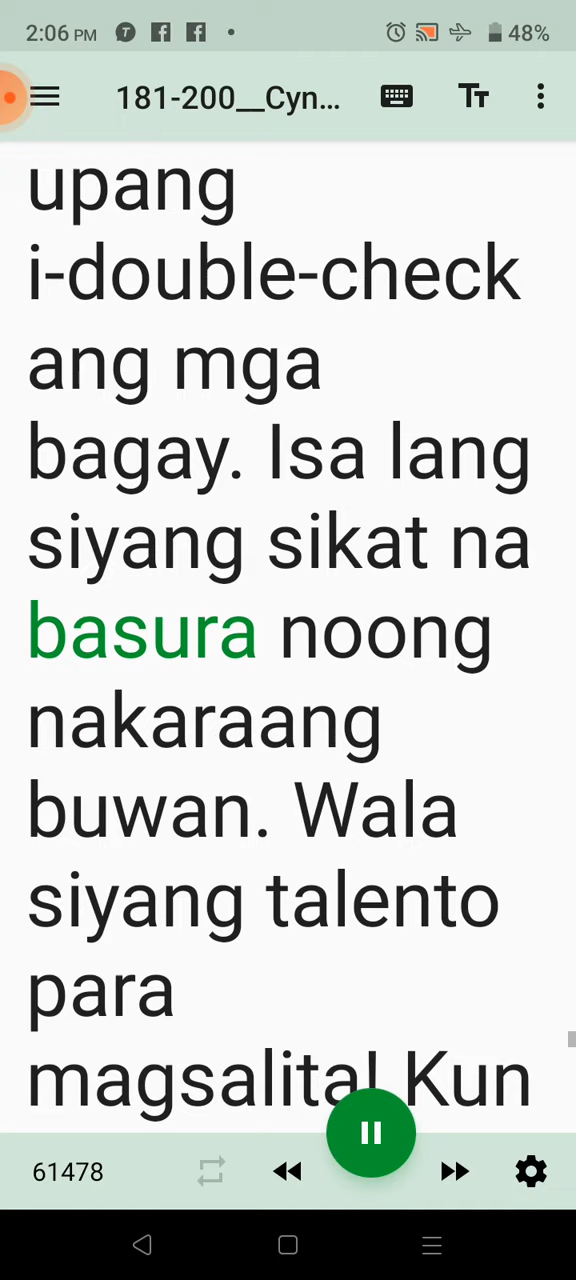 2:06 PM
48%
181-200__Cyn...
upang
i-double-check
ang mga
bagay. Isa lang
siyang sikat na
basura noong
nakaraang
buwan. Wala
siyang talento
para
magsalita! Kun
61478